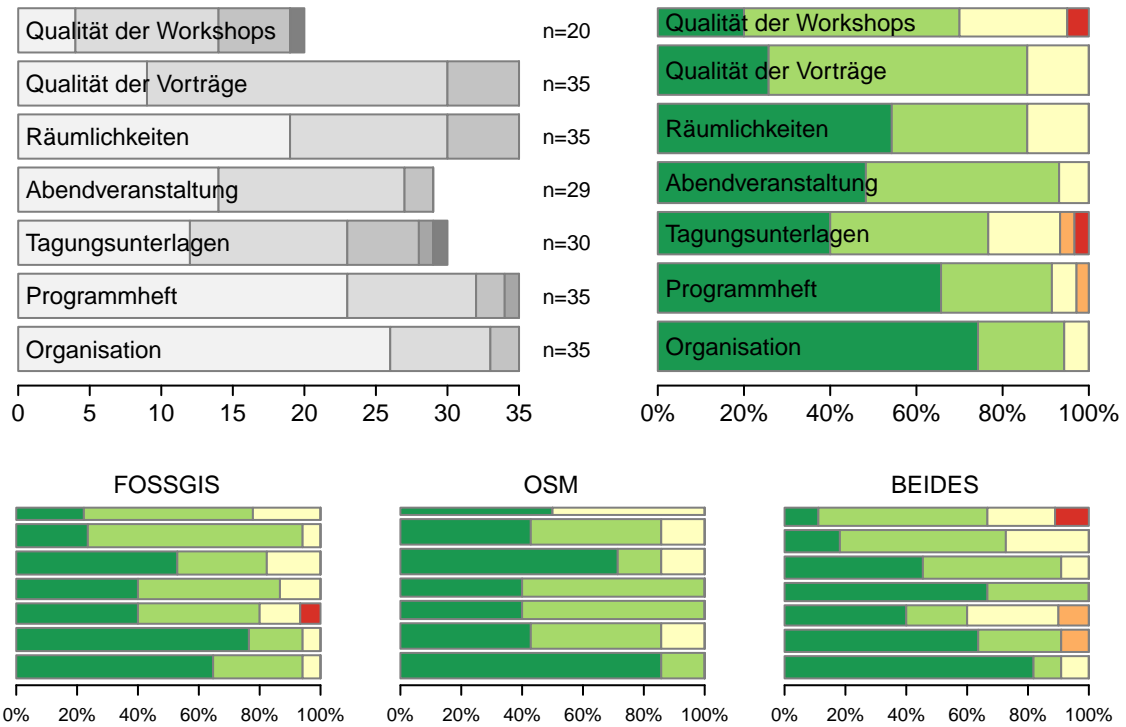 Qualität der Workshops n=20
Qualität der Vorträge n=35
Räumlichkeiten n=35
Abendveranstaltung n=29
Tagungsunterlagen n=30
Programmheft n=35
Organisation n=35
0 5 10 15 20 25 30 35
Qualität der Workshops
Qualität der Vorträge
Räumlichkeiten
Abendveranstaltung
Tagungsunterlagen
Programmheft
Organisation
0% 20% 40% 60% 80% 100%
FOSSGIS
0% 20% 40% 60% 80% 100%
OSM
0% 20% 40% 60% 80% 100%
BEIDES
0% 20% 40% 60% 80% 100%